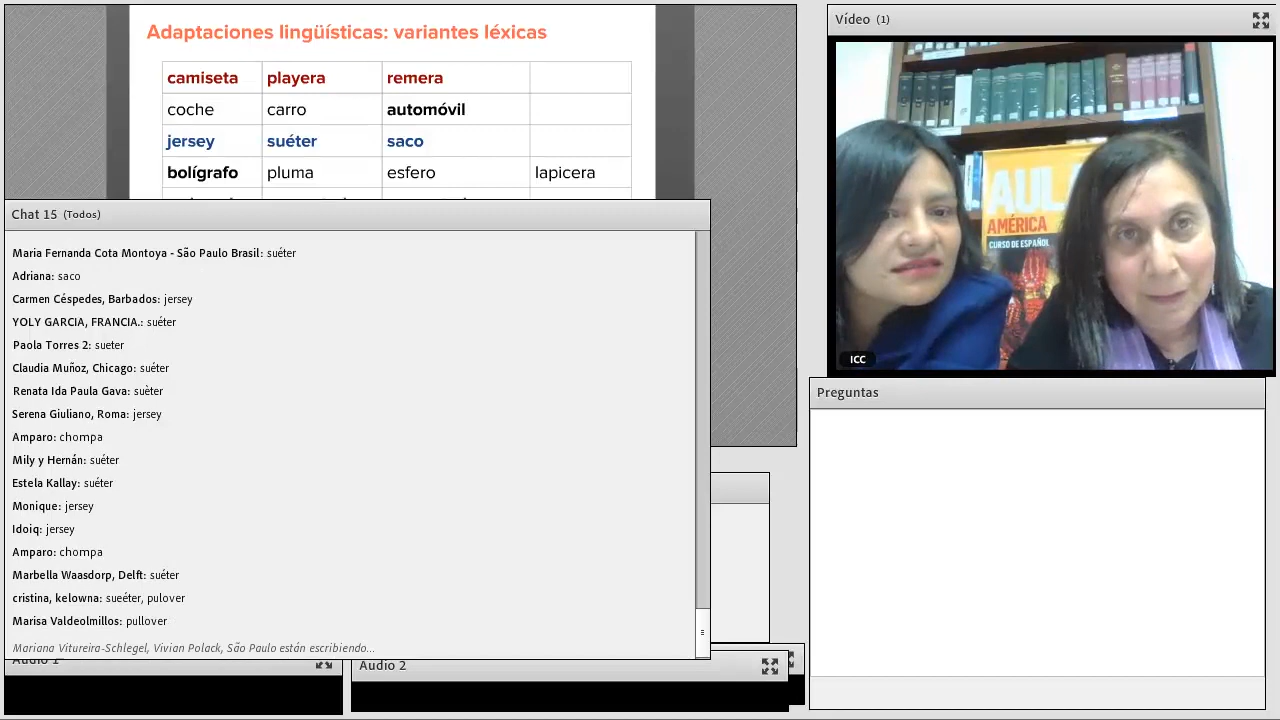 Adaptaciones lingüísticas: variantes léxicas
camiseta playera remera
coche carro automóvil
jersey suéter saco
bolígrafo pluma esfero lapicera
Chat 15 (Todos)
Maria Fernanda Cota Montoya - São Paulo Brasil: suéter
Adriana: saco
Carmen Céspedes, Barbados: jersey
YOLY GARCIA, FRANCIA.: suéter
Paola Torres 2: sueter
Claudia Muñoz, Chicago: suéter
Renata Ida Paula Gava: suèter
Serena Giuliano, Roma: jersey
Amparo: chompa
Mily y Hernán: suéter
Estela Kallay: suéter
Monique: jersey
Idoiq: jersey
Amparo: chompa
Marbella Waasdorp, Delft: suéter
cristina, kelowna: sueéter, pulover
Marisa Valdeolmillos: pullover
Mariana Vitureira-Schlegel, Vivian Polack, São Paulo están escribiendo...
Audio 1
Audio 2
Vídeo (1)
AULA
AMÉRICA
CURSO DE ESPAÑOL
ICC
Preguntas